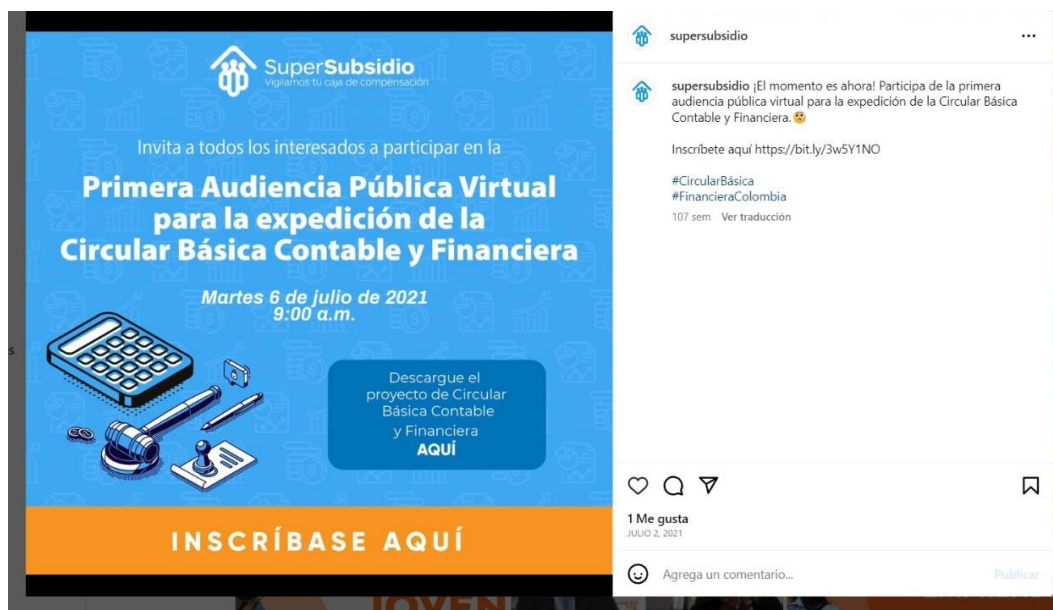 SuperSubsidio
Vigilamos tu caja de compensación
Invita a todos los interesados a participar en la
Primera Audiencia Pública Virtual
para la expedición de la
Circular Básica Contable y Financiera
Martes 6 de julio de 2021
9:00 a.m.
Descargue el
proyecto de Circular
Básica Contable
y Financiera
AQUÍ
INSCRÍBASE AQUÍ
supersubsidio
supersubsidio ¡El momento es ahora! Participa de la primera
audiencia pública virtual para la expedición de la Circular Básica
Contable y Financiera.
Inscríbete aquí https://bit.ly/3w5Y1NO
#CircularBásica
#FinancieraColombia
107 sem Ver traducción
1 Me gusta
JULIO 2, 2021
Agrega un comentario...
Publicar
JOVEN